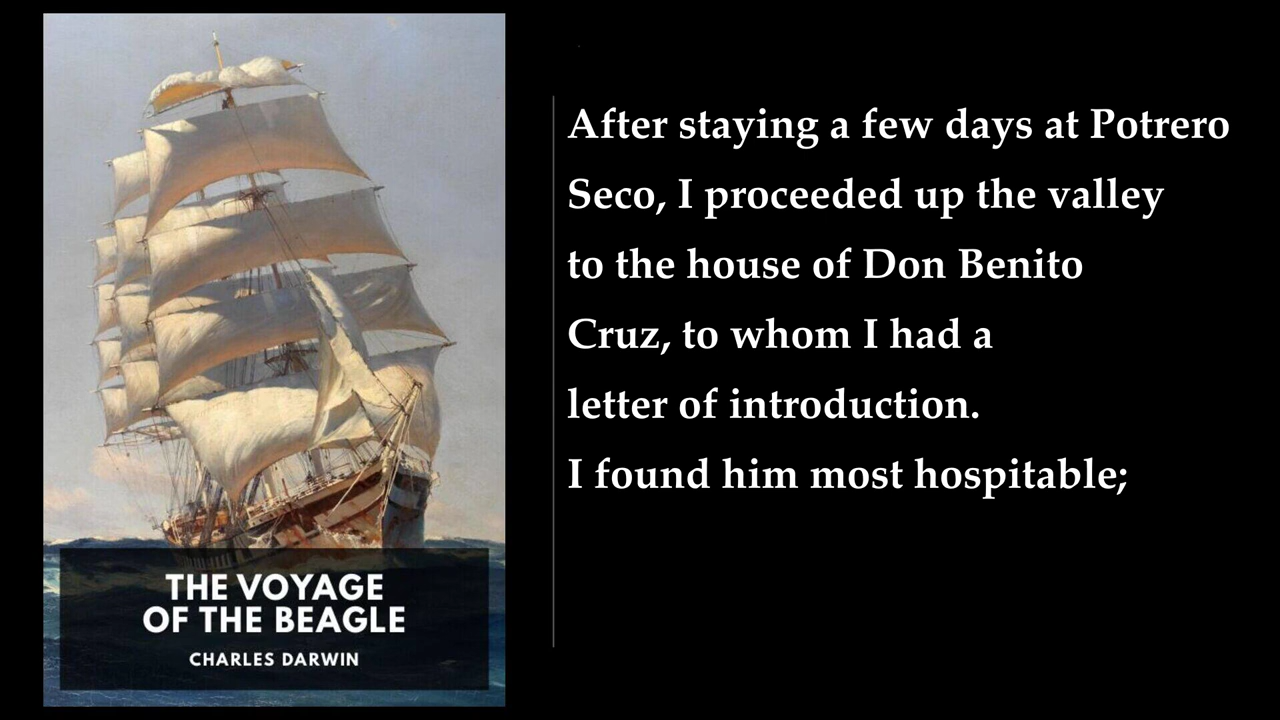 After staying a few days at Potrero
Seco, I proceeded up the valley
to the house of Don Benito
Cruz, to whom I had a
letter of introduction.
I found him most hospitable;
THE VOYAGE
OF THE BEAGLE
CHARLES DARWIN